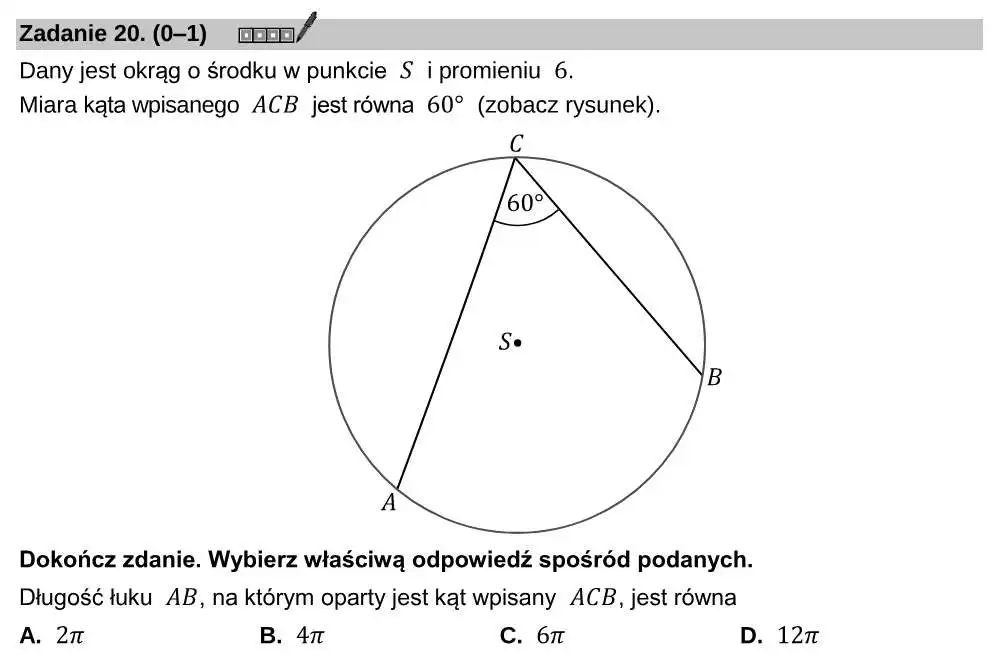 Zadanie 20. (0–1)
Dany jest okrąg o środku w punkcie S i promieniu 6.
Miara kąta wpisanego ACB jest równa 60° (zobacz rysunek).
C
60°
S
B
A
Dokończ zdanie. Wybierz właściwą odpowiedź spośród podanych.
Długość łuku AB, na którym oparty jest kąt wpisany ACB, jest równa
A. 2π B. 4π C. 6π D. 12π